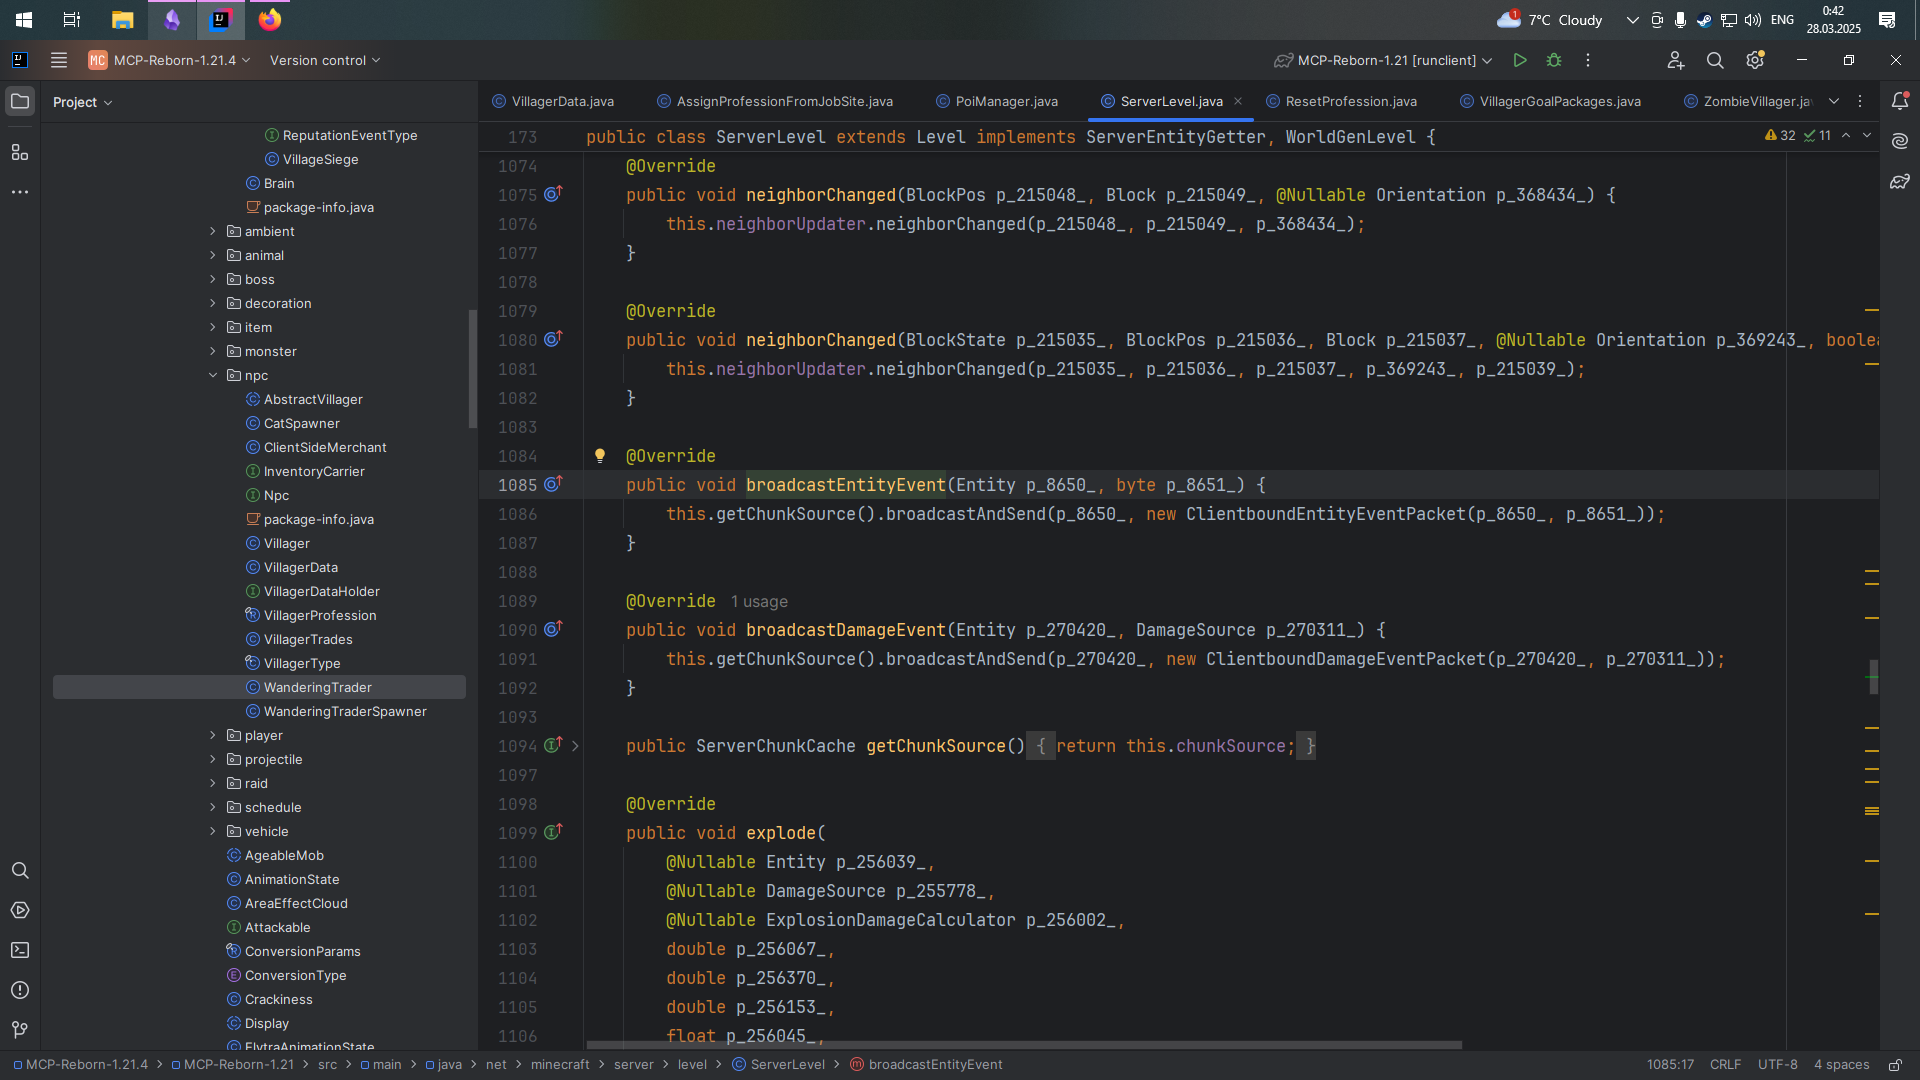 1
7°C Cloudy
ENG
0:42
28.03.2025
MC MCP-Reborn-1.21.4
Version control
MCP-Reborn-1.21 [runclient]
Project
VillagerData.java
AssignProfessionFromJobSite.java
PoiManager.java
ServerLevel.java
ResetProfession.java
VillagerGoalPackages.java
ZombieVillager.ja
173 public class ServerLevel extends Level implements ServerEntityGetter, WorldGenLevel {
32 11
ReputationEventType
VillageSiege
Brain
package-info.java
ambient
animal
boss
decoration
item
monster
npc
AbstractVillager
CatSpawner
ClientSideMerchant
InventoryCarrier
Npc
package-info.java
Villager
VillagerData
VillagerDataHolder
VillagerProfession
VillagerTrades
VillagerType
WanderingTrader
WanderingTraderSpawner
player
projectile
raid
schedule
vehicle
AgeableMob
AnimationState
AreaEffectCloud
Attackable
ConversionParams
ConversionType
Crackiness
Display
ElytraAnimationState
1074 @Override
1075 public void neighborChanged(BlockPos p_215048_, Block p_215049_, @Nullable Orientation p_368434_) {
1076 this.neighborUpdater.neighborChanged(p_215048_, p_215049_, p_368434_);
1077 }
1078
1079 @Override
1080 public void neighborChanged(BlockState p_215035_, BlockPos p_215036_, Block p_215037_, @Nullable Orientation p_369243_, boolea
1081 this.neighborUpdater.neighborChanged(p_215035_, p_215036_, p_215037_, p_369243_, p_215039_);
1082 }
1083
1084 @Override
1085 public void broadcastEntityEvent(Entity p_8650_, byte p_8651_) {
1086 this.getChunkSource().broadcastAndSend(p_8650_, new ClientboundEntityEventPacket(p_8650_, p_8651_));
1087 }
1088
1089 @Override 1 usage
1090 public void broadcastDamageEvent(Entity p_270420_, DamageSource p_270311_) {
1091 this.getChunkSource().broadcastAndSend(p_270420_, new ClientboundDamageEventPacket(p_270420_, p_270311_));
1092 }
1093
1094 public ServerChunkCache getChunkSource() { return this.chunkSource; }
1097
1098 @Override
1099 public void explode(
1100 @Nullable Entity p_256039_,
1101 @Nullable DamageSource p_255778_,
1102 @Nullable ExplosionDamageCalculator p_256002_,
1103 double p_256067_,
1104 double p_256370_,
1105 double p_256153_,
1106 float p_256045_,
MCP-Reborn-1.21.4 > MCP-Reborn-1.21 > src > main > java > net > minecraft > server > level > ServerLevel > broadcastEntityEvent
1085:17 CRLF UTF-8 4 spaces